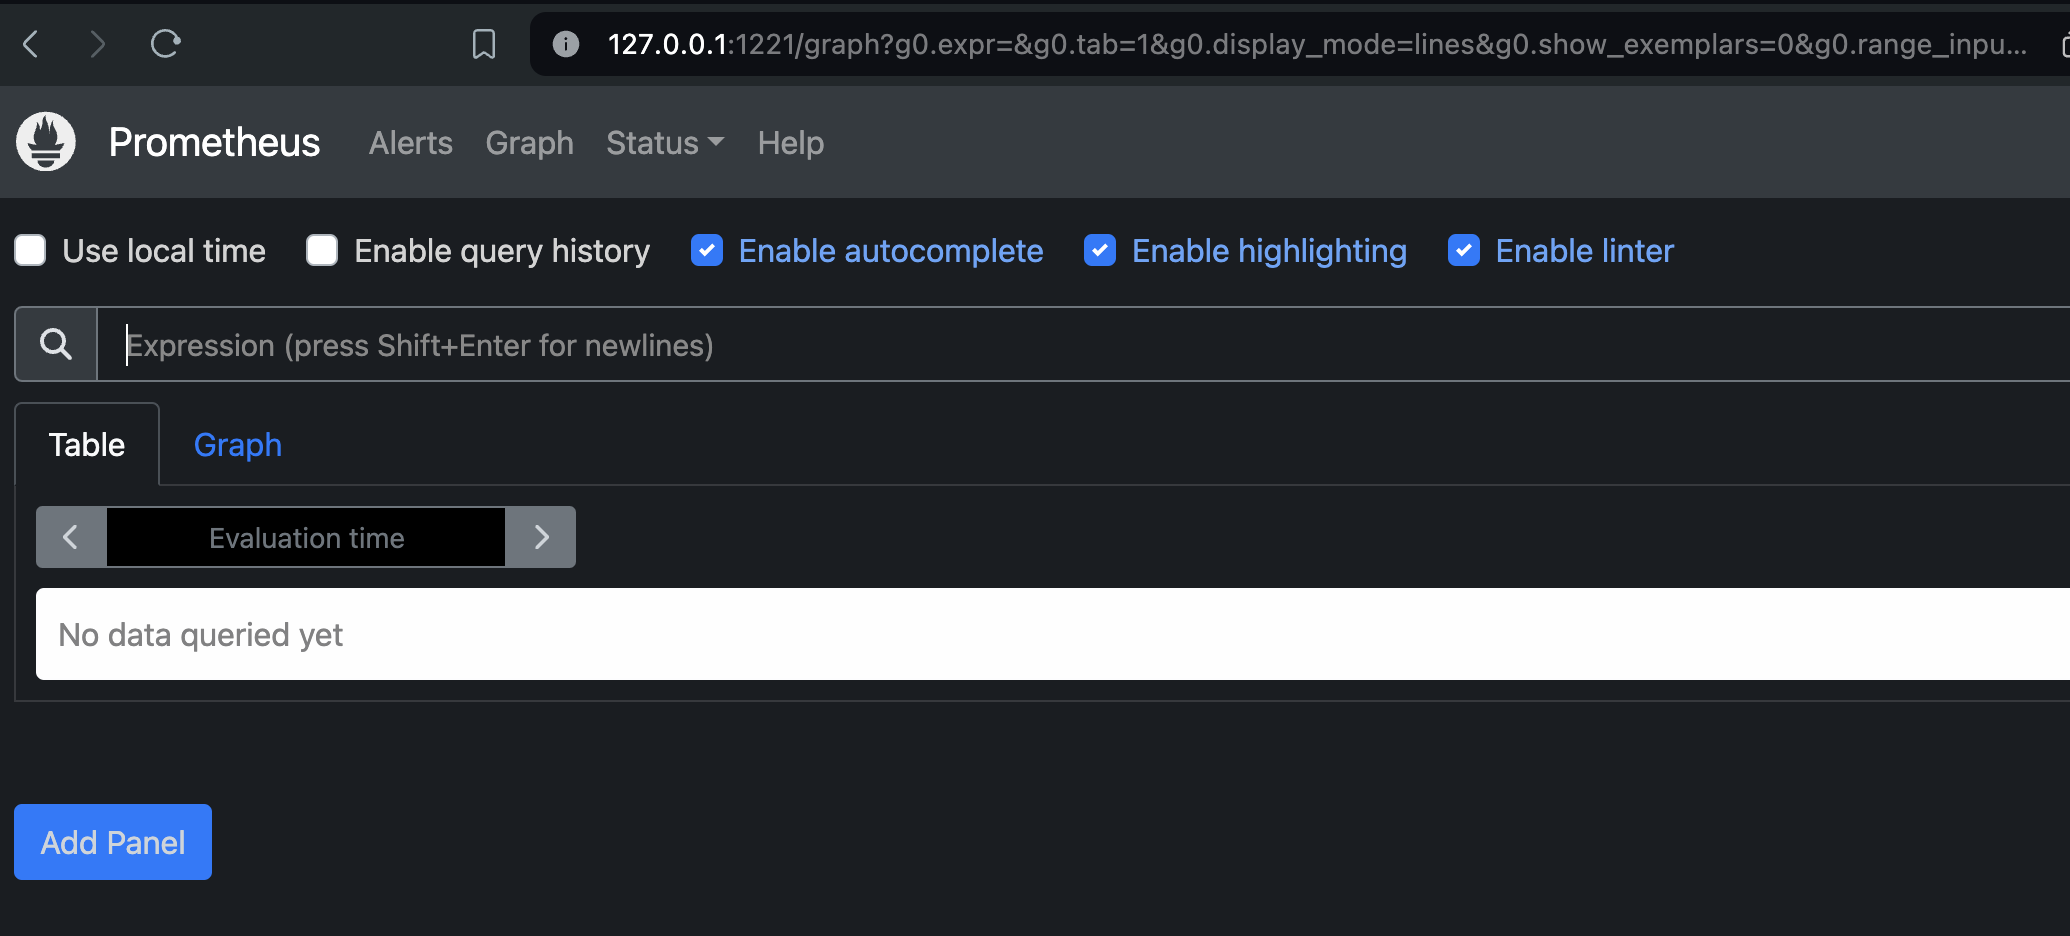 127.0.0.1:1221/graph?g0.expr=&g0.tab=1&g0.display_mode=lines&g0.show_exemplars=0&g0.range_inpu...
Prometheus Alerts Graph Status Help
Use local time Enable query history Enable autocomplete Enable highlighting Enable linter
Expression (press Shift+Enter for newlines)
Table Graph
Evaluation time
No data queried yet
Add Panel